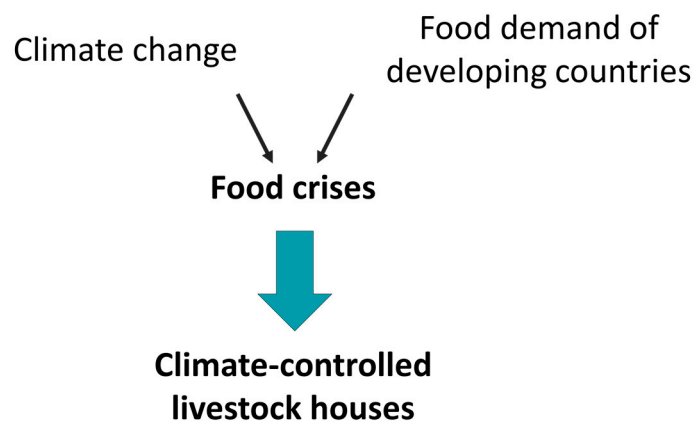 Climate change
Food demand of
developing countries
Food crises
Climate-controlled
livestock houses